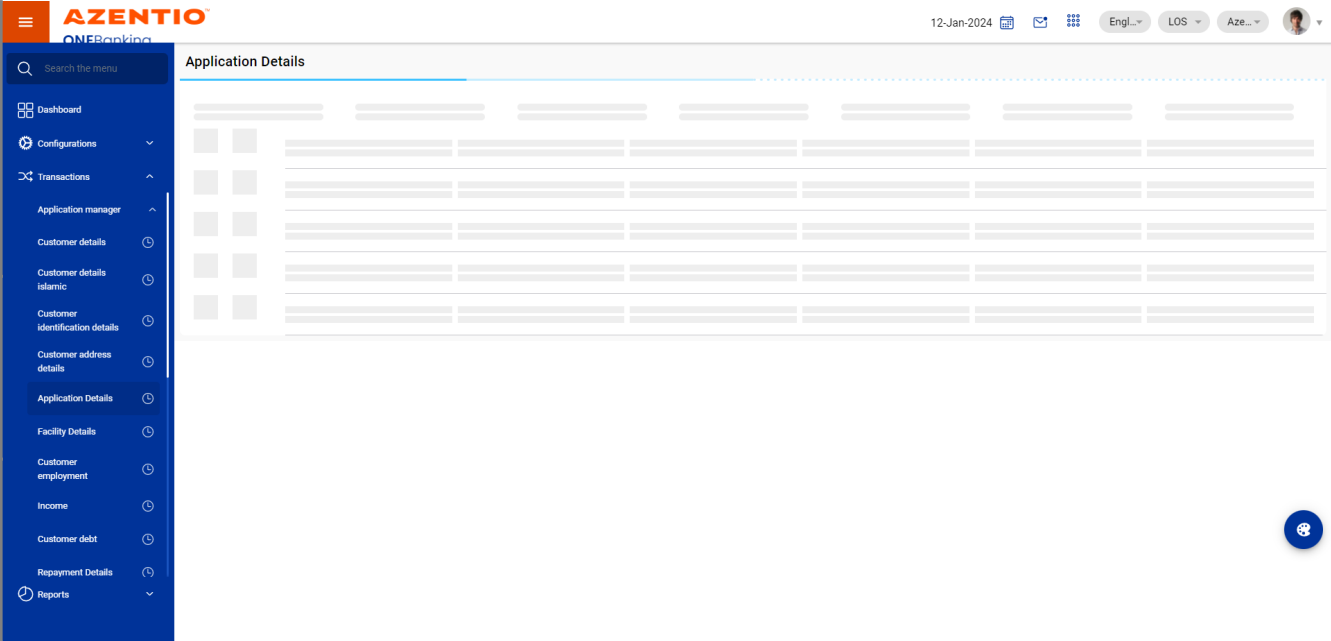 AZENTIO™
ONEBanking
12-Jan-2024
Engl...
LOS
Aze...
Search the menu
Dashboard
Configurations
Transactions
Application manager
Customer details
Customer details
islamic
Customer
identification details
Customer address
details
Application Details
Facility Details
Customer
employment
Income
Customer debt
Repayment Details
Reports
Application Details